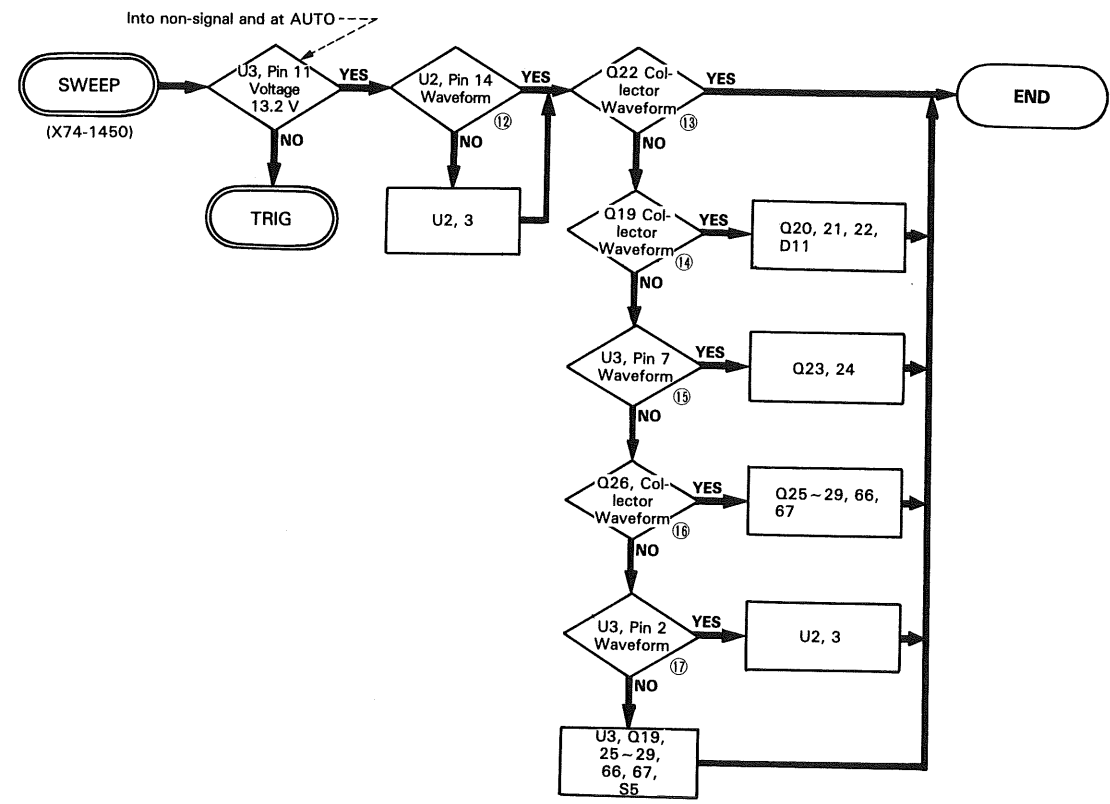 Into non-signal and at AUTO
SWEEP
(X74-1450)
U3, Pin 11
Voltage
13.2 V
YES
NO
TRIG
U2, Pin 14
Waveform
⑫
YES
NO
U2, 3
Q22 Col-
lector
Waveform
⑬
YES
NO
END
Q19 Col-
lector
Waveform
⑭
YES
NO
Q20, 21, 22,
D11
U3, Pin 7
Waveform
⑮
YES
NO
Q23, 24
Q26, Col-
lector
Waveform
⑯
YES
NO
Q25~29, 66,
67
U3, Pin 2
Waveform
⑰
YES
NO
U2, 3
U3, Q19,
25~29,
66, 67,
S5